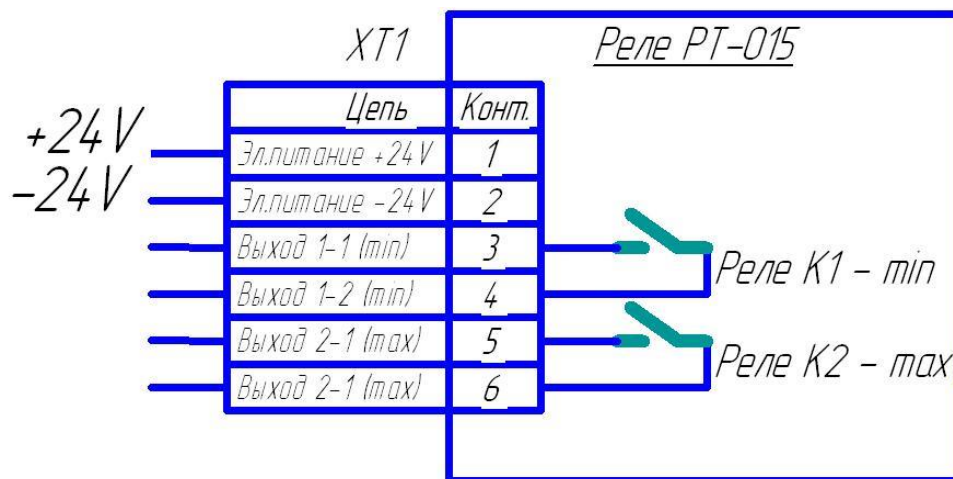 XT1
Реле РТ-015
Цепь Конт.
+24V
Эл.питание +24V 1
-24V
Эл.питание -24V 2
Выход 1-1 (min) 3
Реле К1 - min
Выход 1-2 (min) 4
Выход 2-1 (max) 5
Реле К2 - max
Выход 2-1 (max) 6